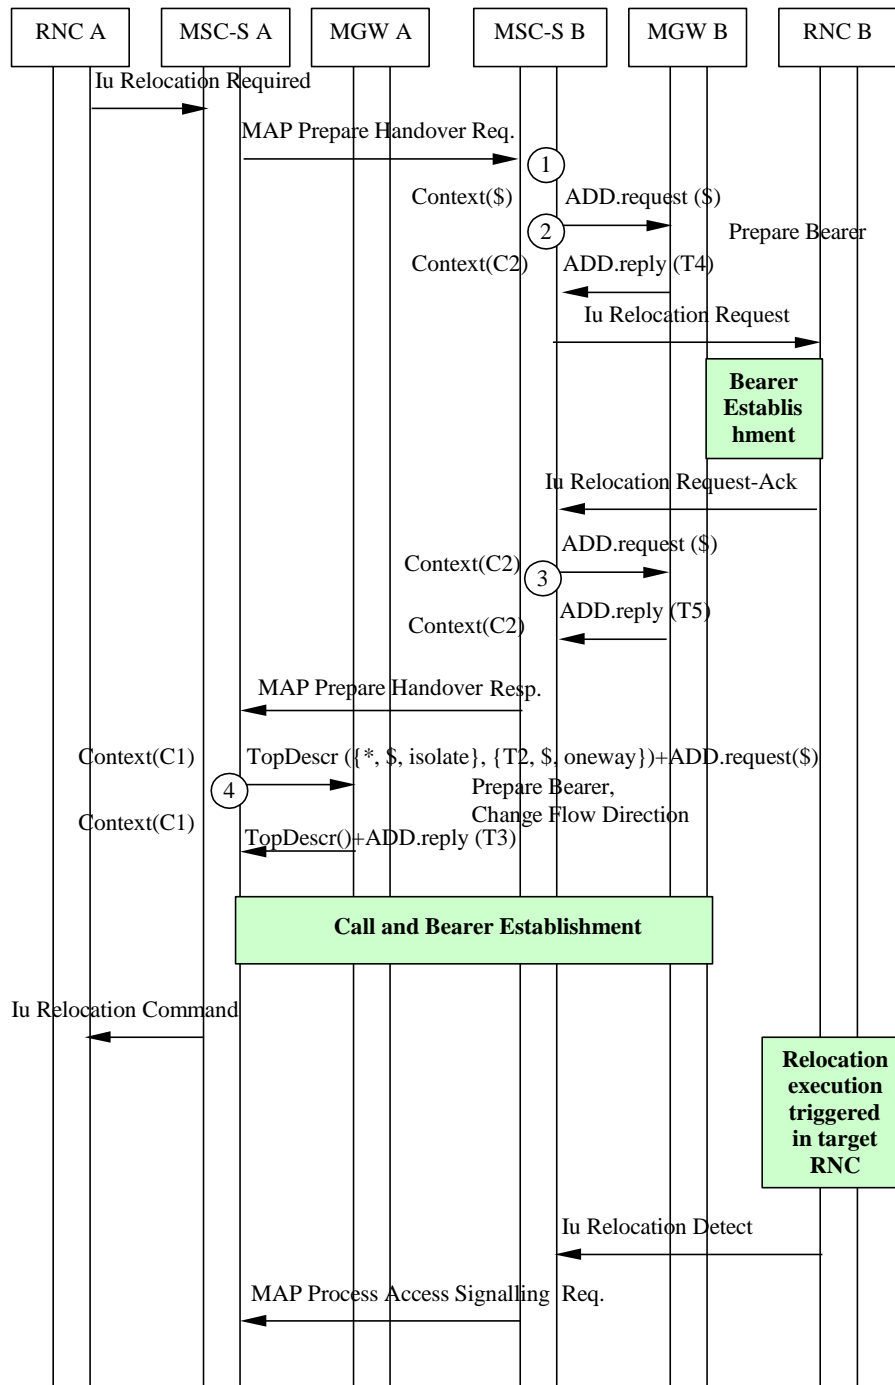 RNC A
MSC-S A
MGW A
MSC-S B
MGW B
RNC B
Iu Relocation Required
MAP Prepare Handover Req.
1
Context($)
ADD.request ($)
2
Prepare Bearer
Context(C2)
ADD.reply (T4)
Iu Relocation Request
Bearer
Establis
hment
Iu Relocation Request-Ack
ADD.request ($)
Context(C2)
3
Context(C2)
ADD.reply (T5)
MAP Prepare Handover Resp.
Context(C1)
TopDescr ({*, $, isolate}, {T2, $, oneway})+ADD.request($)
4
Prepare Bearer,
Change Flow Direction
Context(C1)
TopDescr()+ADD.reply (T3)
Call and Bearer Establishment
Iu Relocation Command
Relocation
execution
triggered
in target
RNC
Iu Relocation Detect
MAP Process Access Signalling Req.